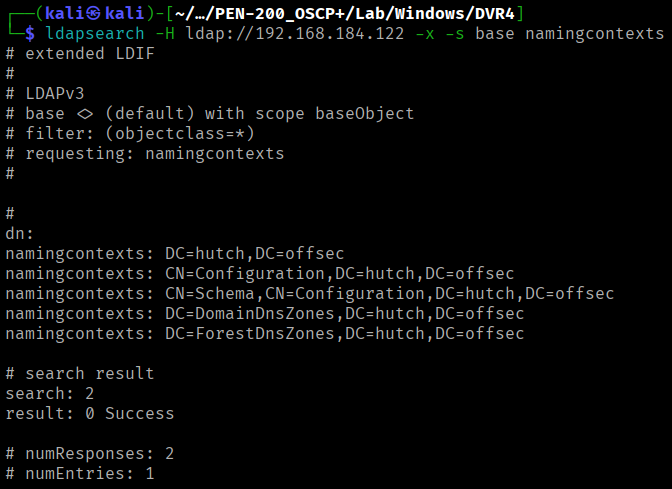 ┌──(kali㉿kali)-[~/…/PEN-200_OSCP+/Lab/Windows/DVR4]
└─$ ldapsearch -H ldap://192.168.184.122 -x -s base namingcontexts
# extended LDIF
#
# LDAPv3
# base <> (default) with scope baseObject
# filter: (objectclass=*)
# requesting: namingcontexts
#

#
dn:
namingcontexts: DC=hutch,DC=offsec
namingcontexts: CN=Configuration,DC=hutch,DC=offsec
namingcontexts: CN=Schema,CN=Configuration,DC=hutch,DC=offsec
namingcontexts: DC=DomainDnsZones,DC=hutch,DC=offsec
namingcontexts: DC=ForestDnsZones,DC=hutch,DC=offsec

# search result
search: 2
result: 0 Success

# numResponses: 2
# numEntries: 1